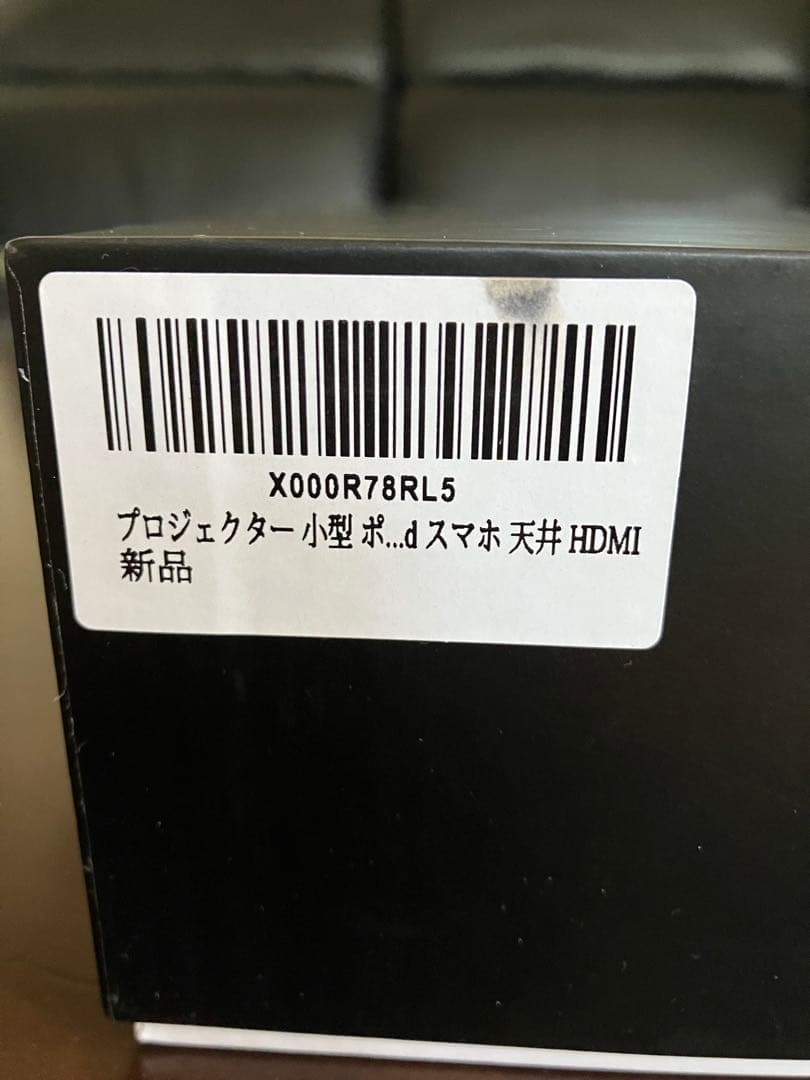 X000R78RL5
プロジェクター 小型 ポ...d スマホ 天井 HDMI
新品